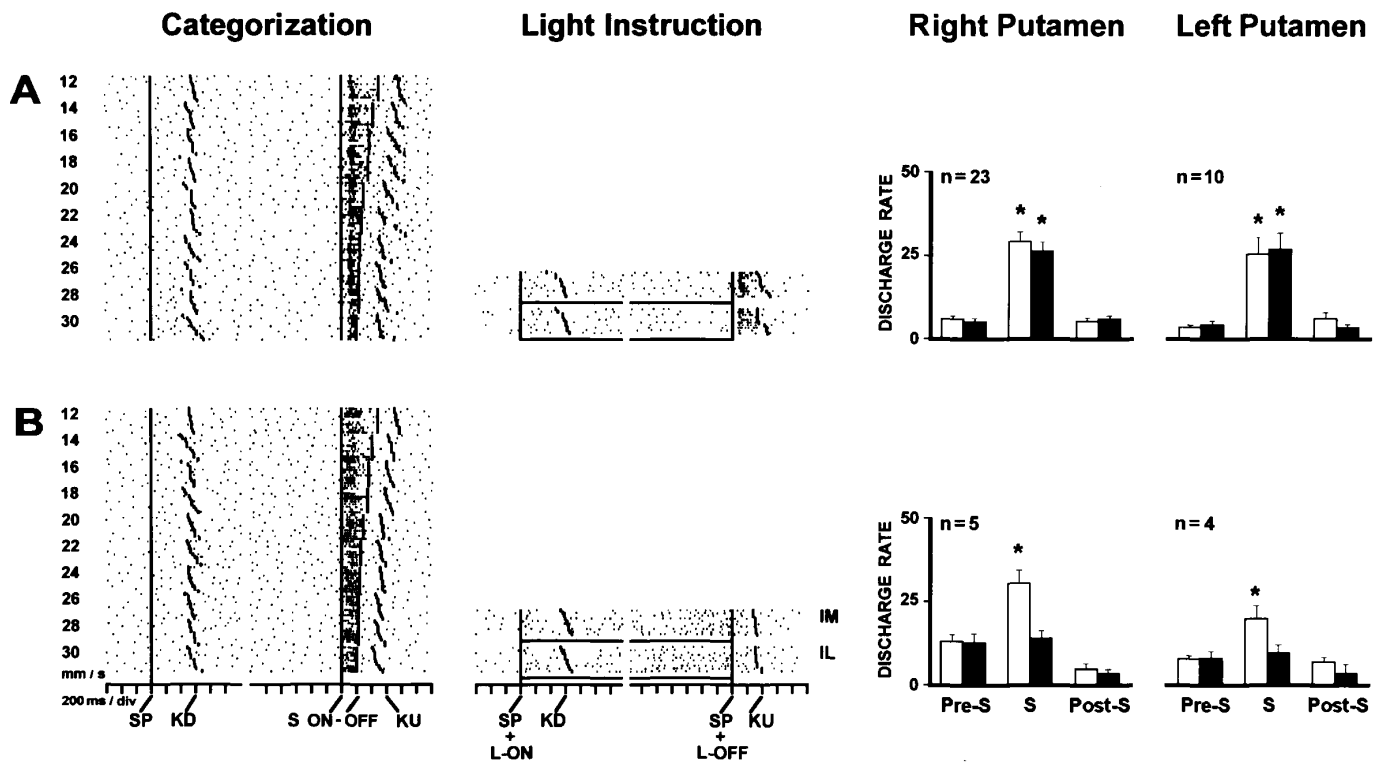 Categorization
Light Instruction
Right Putamen
Left Putamen
A
12
14
16
18
20
22
24
26
28
30
DISCHARGE RATE
50
25
0
n=23
*
*
n=10
*
*
B
12
14
16
18
20
22
24
26
28
30
mm/s
200 ms/div
SP
KD
S ON-OFF
KU
IM
IL
SP
+
L-ON
KD
SP
+
L-OFF
KU
DISCHARGE RATE
50
25
0
n=5
*
Pre-S
S
Post-S
n=4
*
Pre-S
S
Post-S